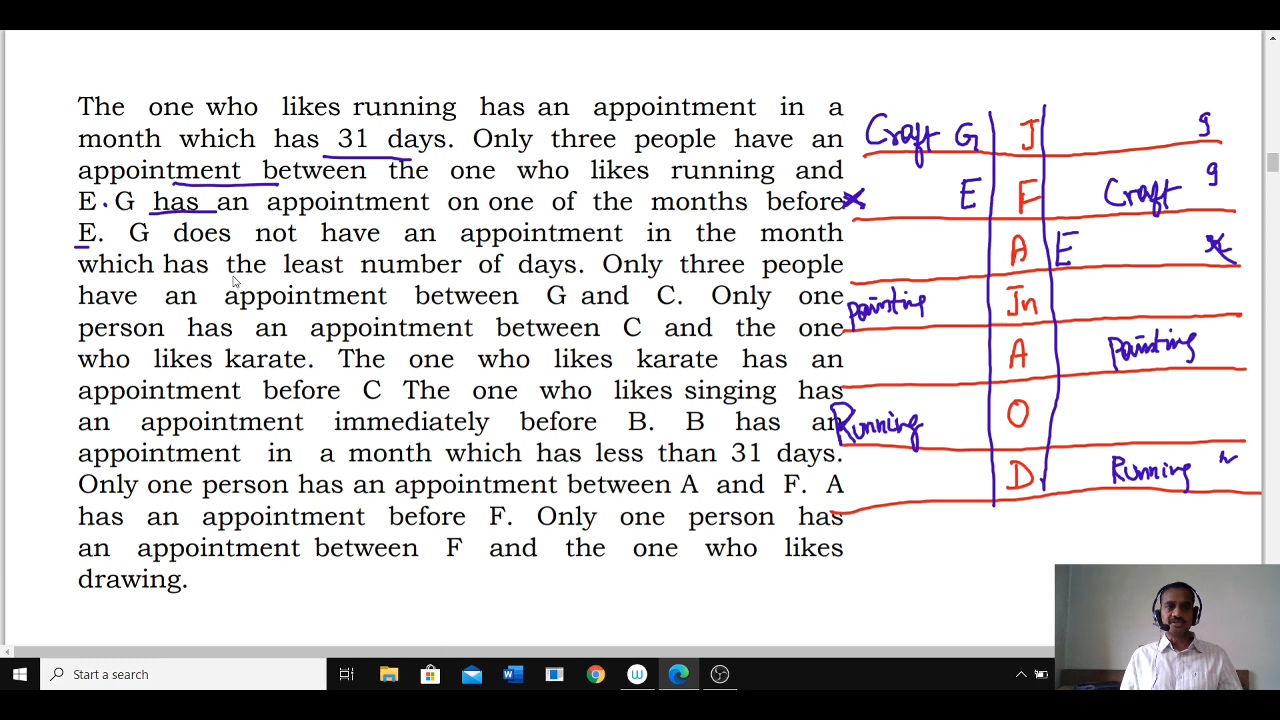 The one who likes running has an appointment in a
month which has 31 days. Only three people have an
appointment between the one who likes running and
E. G has an appointment on one of the months before
E. G does not have an appointment in the month
which has the least number of days. Only three people
have an appointment between G and C. Only one
person has an appointment between C and the one
who likes karate. The one who likes karate has an
appointment before C The one who likes singing has
an appointment immediately before B. B has an
appointment in a month which has less than 31 days.
Only one person has an appointment between A and F. A
has an appointment before F. Only one person has
an appointment between F and the one who likes
drawing.
Craft G J g
E F Craft g
A E
Painting Jn
A Painting
Running O
D Running
Start a search